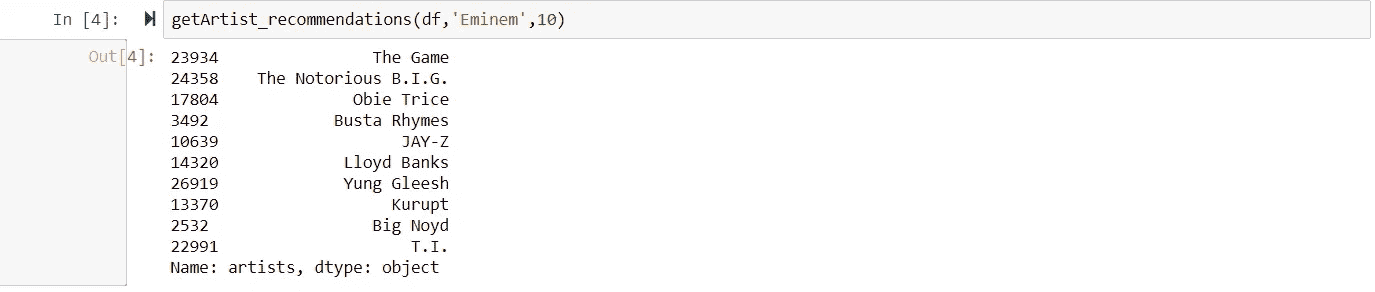 In [4]: getArtist_recommendations(df,'Eminem',10)
Out[4]: 23934 The Game
24358 The Notorious B.I.G.
17804 Obie Trice
3492 Busta Rhymes
10639 JAY-Z
14320 Lloyd Banks
26919 Yung Gleesh
13370 Kurupt
2532 Big Noyd
22991 T.I.
Name: artists, dtype: object